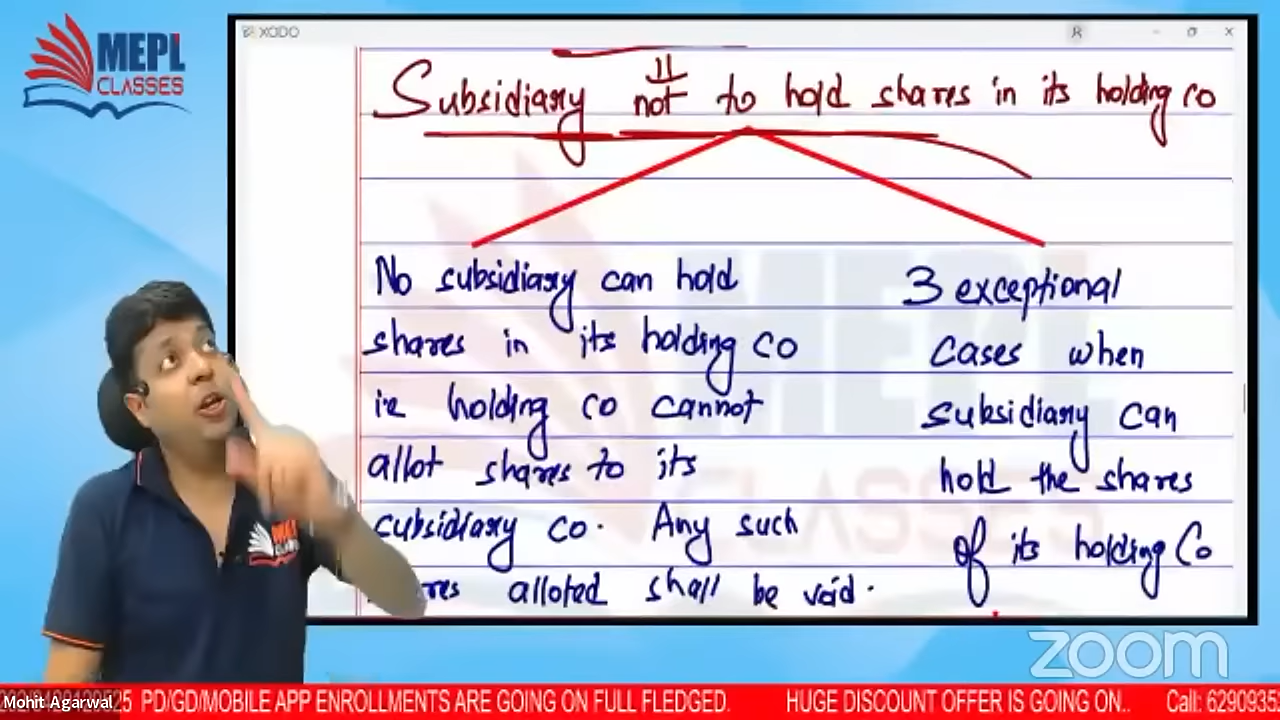 MEPL
CLASSES
XODO
Subsidiary not to hold shares in its holding co
No subsidiary can hold
shares in its holding co
ie holding co cannot
allot shares to its
subsidiary co. Any such
alloted shall be void.
3 exceptional
cases when
subsidiary can
hold the shares
of its holding Co
zoom
Mohit Agarwal
PD/GD/MOBILE APP ENROLLMENTS ARE GOING ON FULL FLEDGED. HUGE DISCOUNT OFFER IS GOING ON.. Call: 6290935